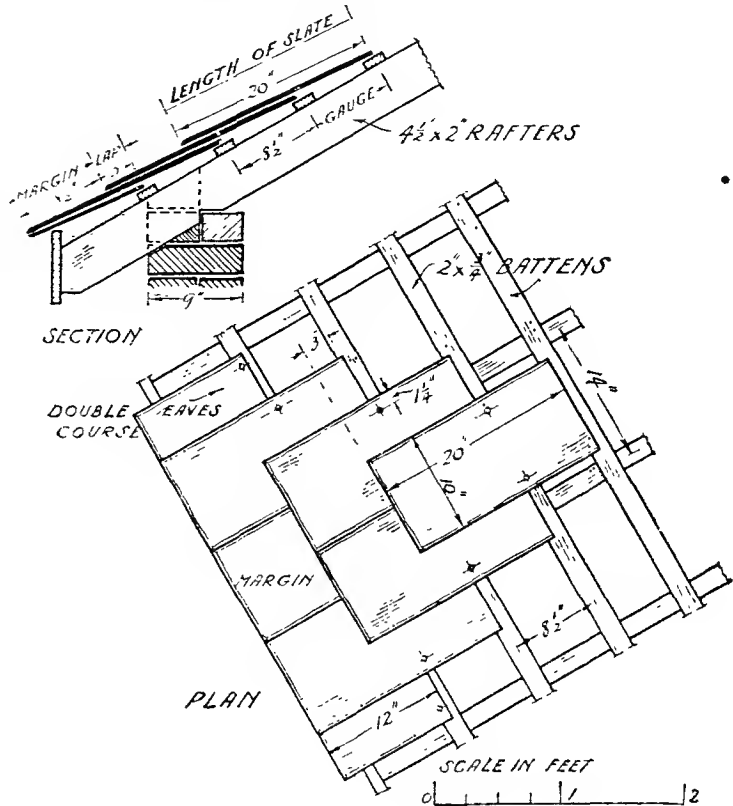 LENGTH OF SLATE
20"
GAUGE
8½"
4½" x 2" RAFTERS
MARGIN
LAP
3"
9"
SECTION
2" x ¾" BATTENS
3"
14"
DOUBLE EAVES
COURSE
1¼"
20"
10"
MARGIN
8½"
PLAN
12"
SCALE IN FEET
0 1 2